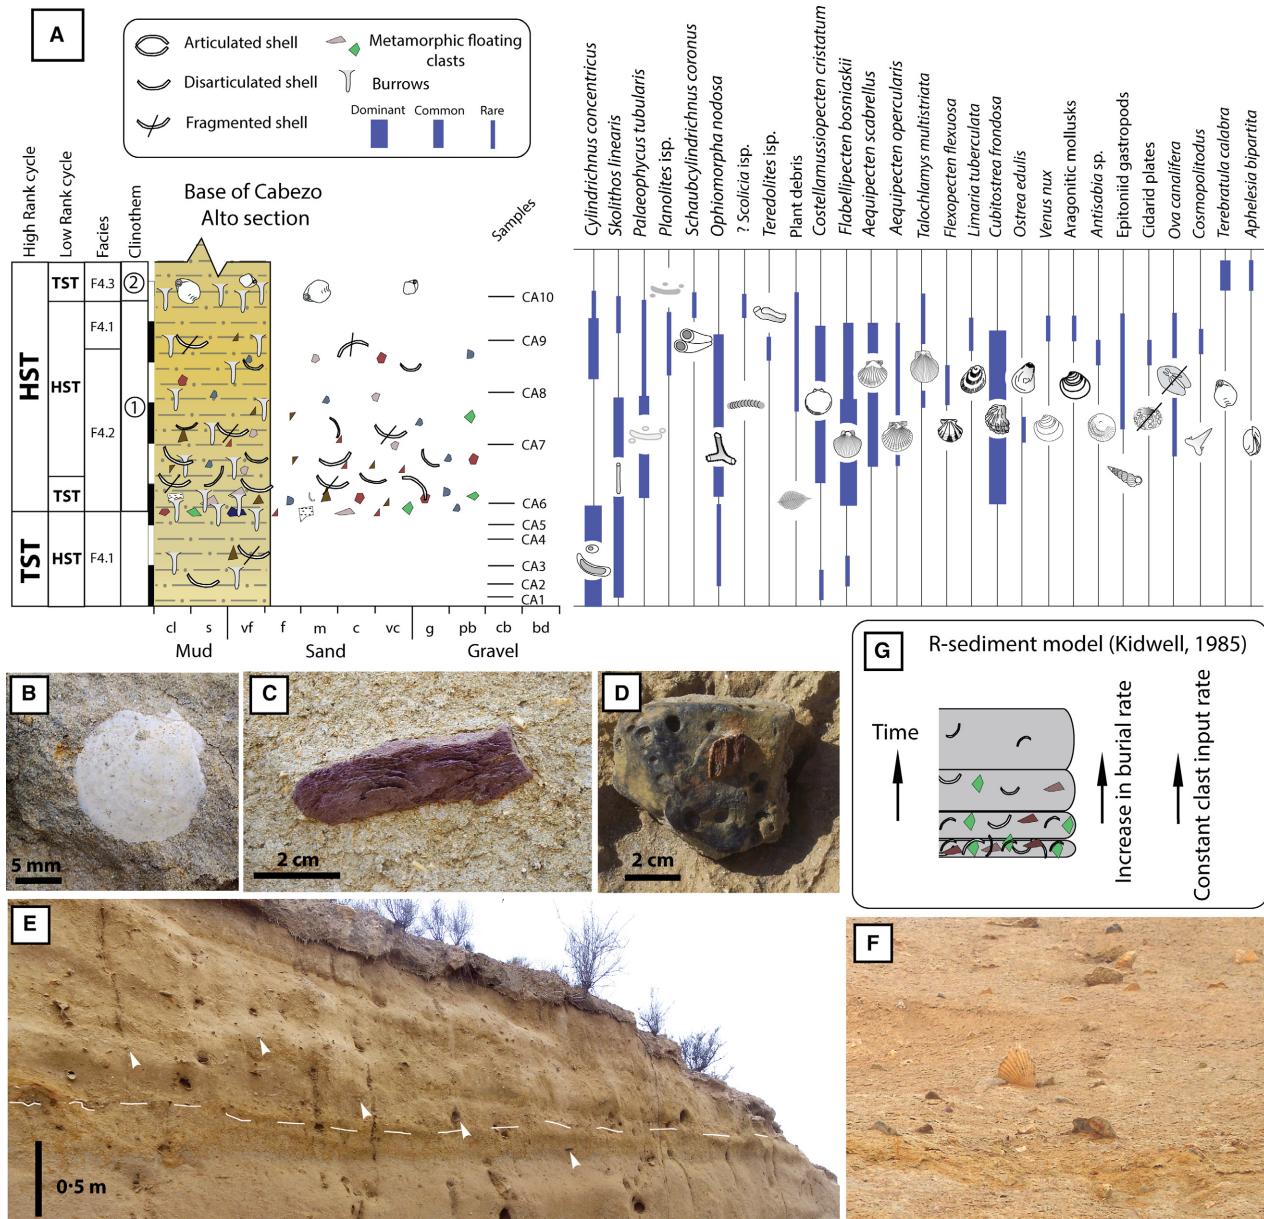 A
Articulated shell
Disarticulated shell
Fragmented shell
Metamorphic floating
clasts
Burrows
Dominant Common Rare
High Rank cycle
Low Rank cycle
Facies
Clinothem
Base of Cabezo
Alto section
Samples
Cylindrichnus concentricus
Skolithos linearis
Palaeophycus tubularis
Planolites isp.
Schaubcylindrichnus coronus
Ophiomorpha nodosa
? Scolicia isp.
Teredolites isp.
Plant debris
Costellamussiopecten cristatum
Flabellipecten bosniaskii
Aequipecten scabrellus
Aequipecten opercularis
Talochlamys multistriata
Flexopecten flexuosa
Limaria tuberculata
Cubitostrea frondosa
Ostrea edulis
Venus nux
Aragonitic mollusks
Antisabia sp.
Epitoniid gastropods
Cidarid plates
Ova canalifera
Cosmopolitodus
Terebratula calabra
Aphelesia bipartita
HST
TST
TST
HST
TST
HST
F4.3
F4.1
F4.2
F4.1
2
1
CA10
CA9
CA8
CA7
CA6
CA5
CA4
CA3
CA2
CA1
cl s vf f m c vc g pb cb bd
Mud Sand Gravel
B
5 mm
C
2 cm
D
2 cm
G
R-sediment model (Kidwell, 1985)
Time
Increase in burial rate
Constant clast input rate
E
0·5 m
F